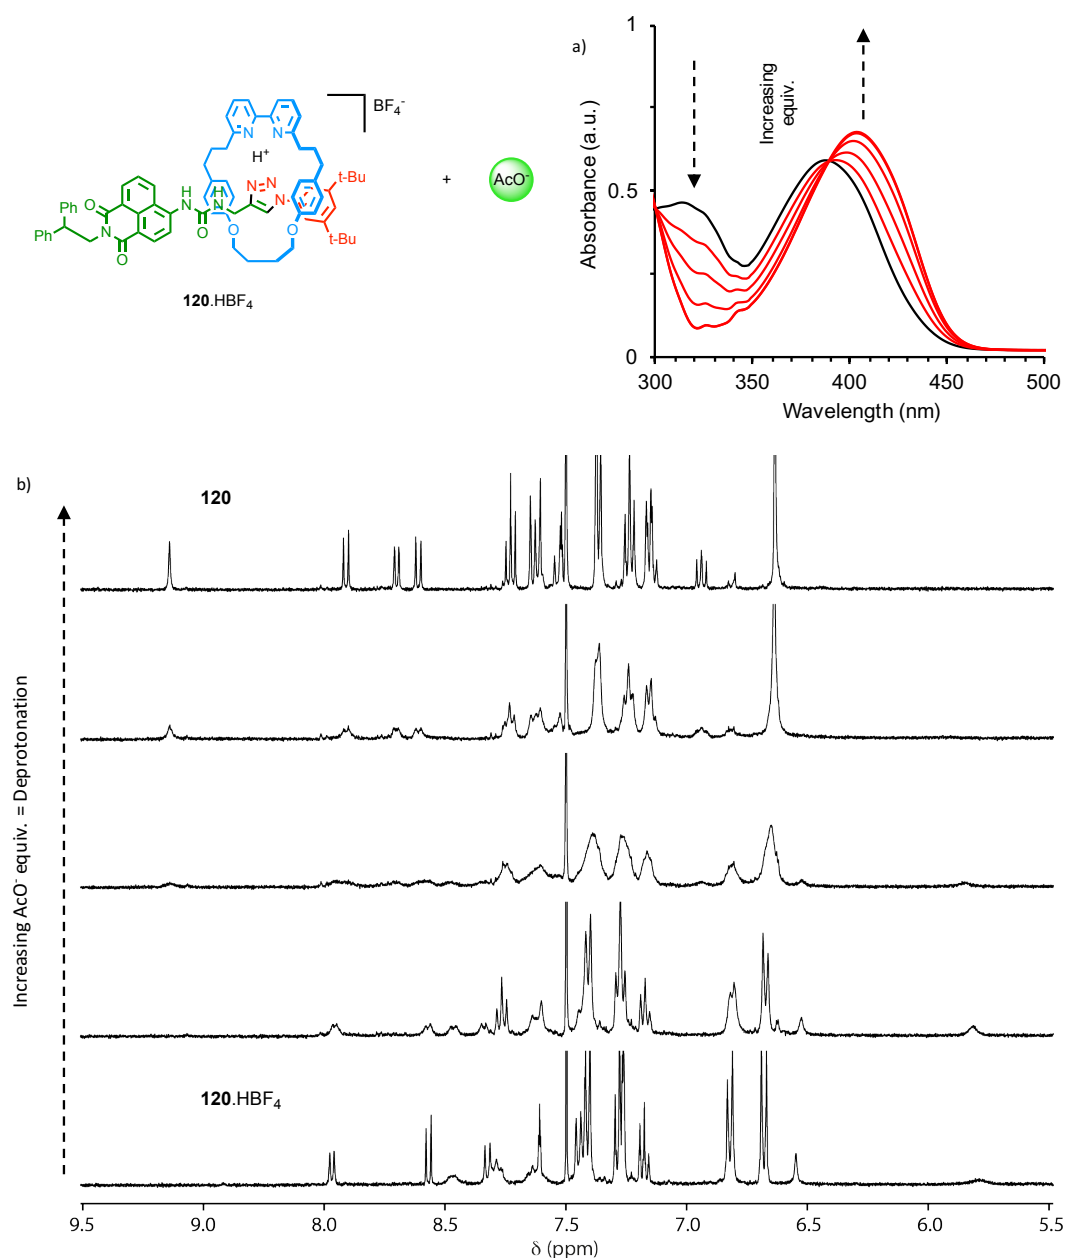 a)
BF₄⁻
H⁺
N
N
N
N
N
t-Bu
t-Bu
H
N
H
N
O
O
O
O
N
O
Ph
Ph
+
AcO⁻
120.HBF₄
Increasing
equiv.
Absorbance (a.u.)
1
0.5
0
300
350
400
450
500
Wavelength (nm)
b)
120
Increasing AcO⁻ equiv. = Deprotonation
120.HBF₄
9.5
9.0
8.5
8.0
7.5
7.0
6.5
6.0
5.5
δ (ppm)